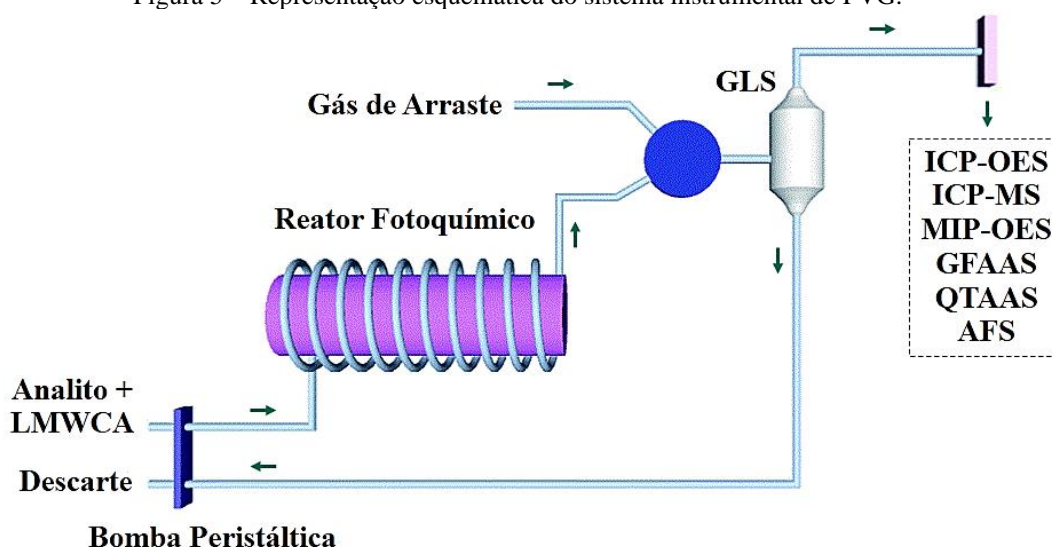 Figura 3 – Representação esquemática do sistema instrumental de PVG.
GLS
Gás de Arraste
ICP-OES
ICP-MS
MIP-OES
GFAAS
QTAAS
AFS
Reator Fotoquímico
Analito +
LMWCA
Descarte
Bomba Peristáltica